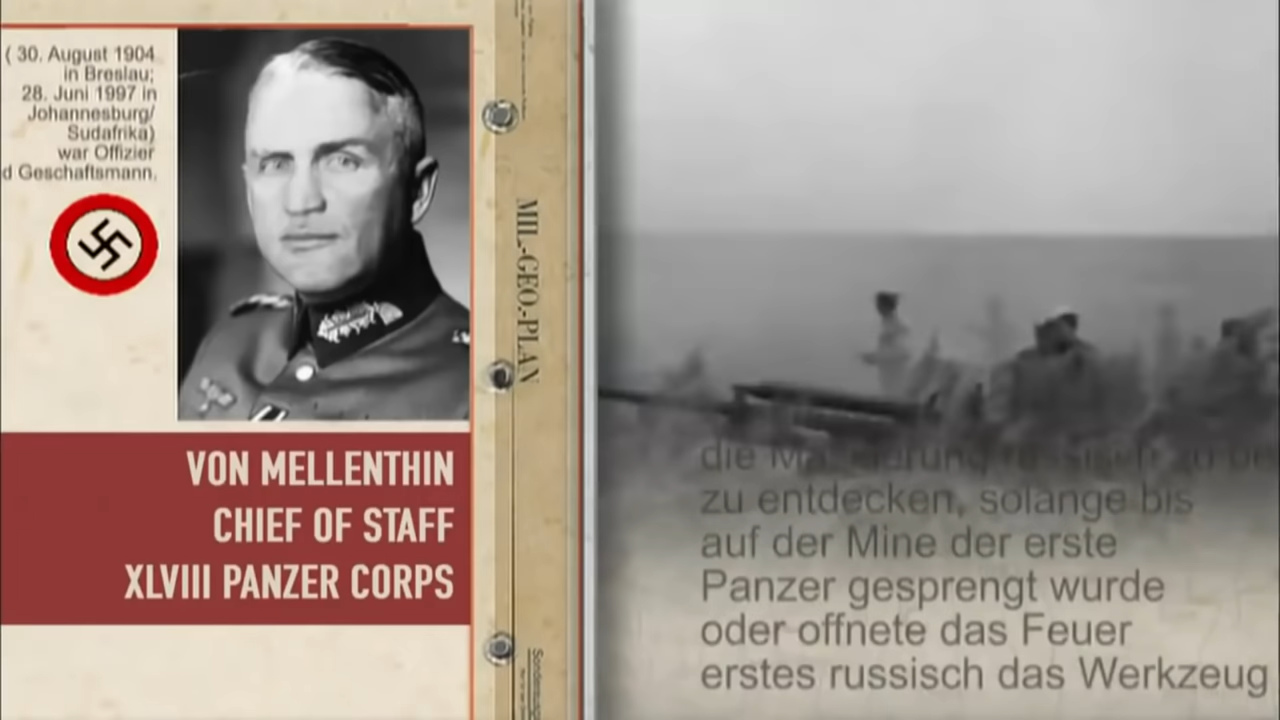 ( 30. August 1904
in Breslau;
28. Juni 1997 in
Johannesburg/
Sudafrika)
war Offizier
d Geschaftsmann.
VON MELLENTHIN
CHIEF OF STAFF
XLVIII PANZER CORPS
MIL.-GEO.-PLAN
zu entdecken, solange bis
auf der Mine der erste
Panzer gesprengt wurde
oder offnete das Feuer
erstes russisch das Werkzeug